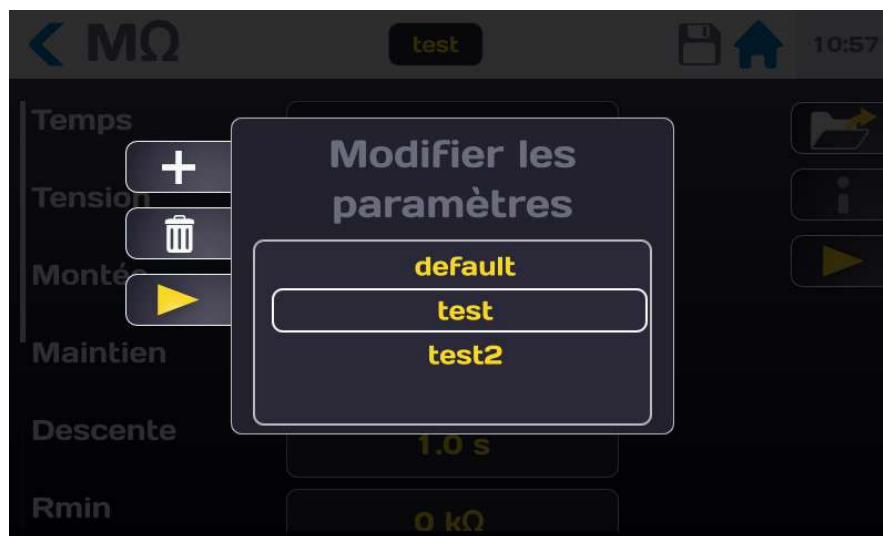 MΩ
test
10:57
Temps
Modifier les
paramètres
Tension
default
Montée
test
test2
Maintien
Descente
1.0 s
Rmin
0 kΩ